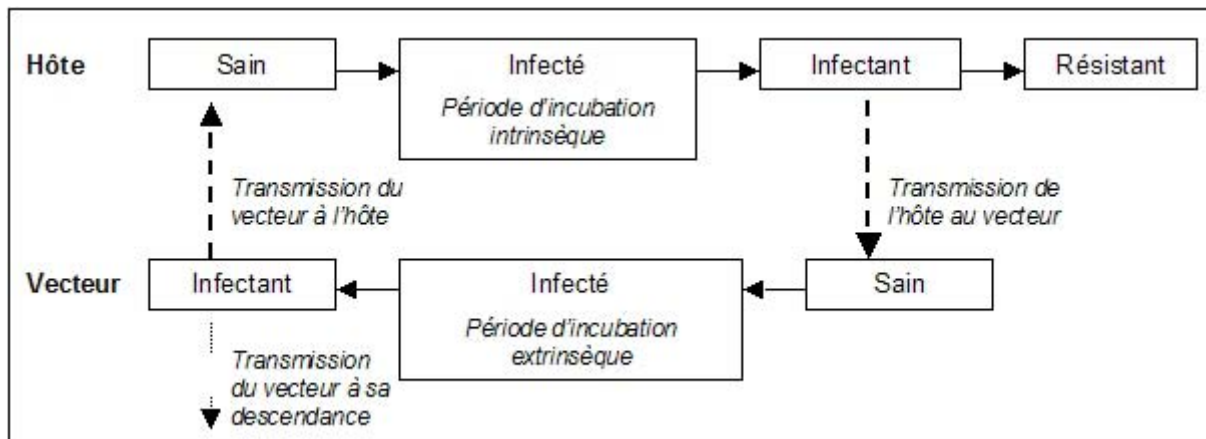 Hôte
Sain
Infecté
Période d'incubation
intrinsèque
Infectant
Résistant
Transmission du
vecteur à l'hôte
Transmission de
l'hôte au vecteur
Vecteur
Infectant
Infecté
Période d'incubation
extrinsèque
Sain
Transmission
du vecteur à sa
descendance